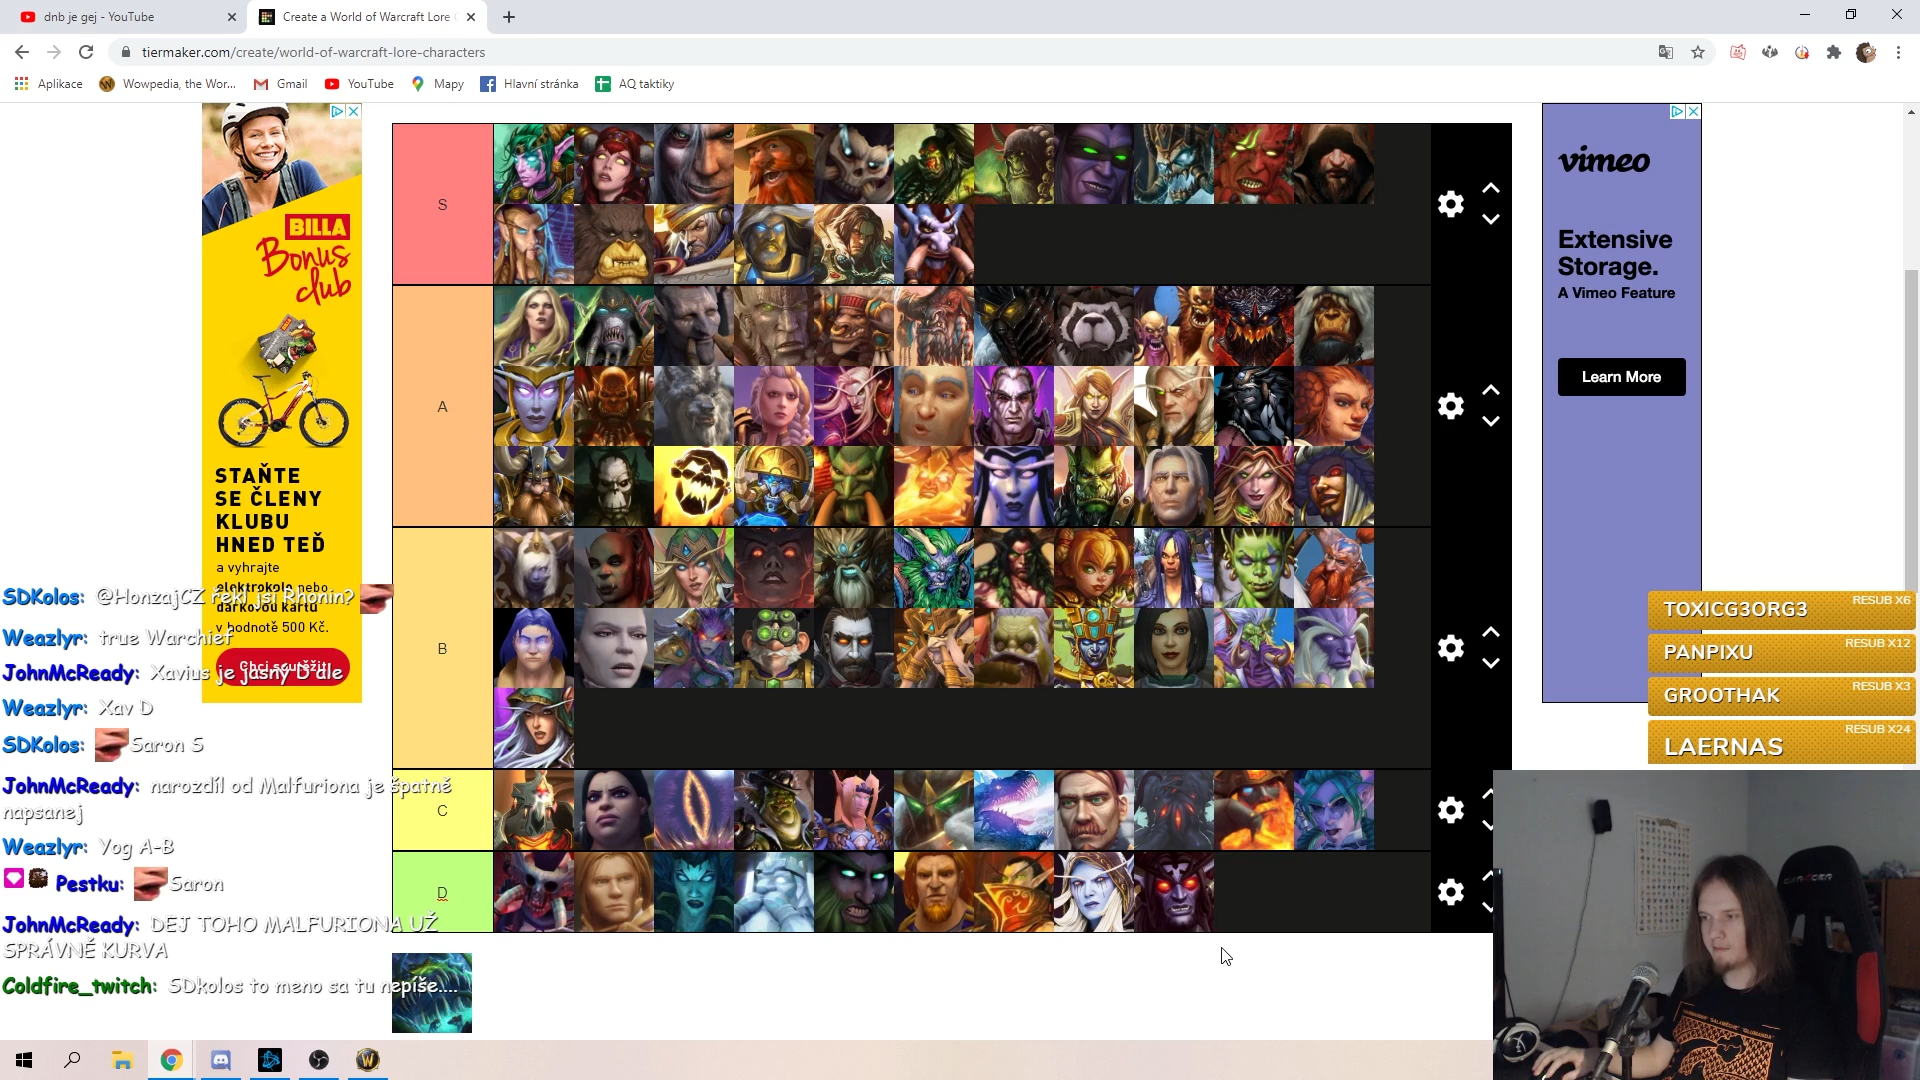 dnb je gej - YouTube
Create a World of Warcraft Lore
tiermaker.com/create/world-of-warcraft-lore-characters
Aplikace
Wowpedia, the Wor...
Gmail
YouTube
Mapy
Hlavní stránka
AQ taktiky
BILLA
Bonus
club
STAŇTE
SE ČLENY
KLUBU
HNED TEĎ
a vyhrajte
elektrokolo nebo
dárkovou kartu
v hodnotě 500 Kč.
Chci soutěžit
S
A
B
C
D
vimeo
Extensive
Storage.
A Vimeo Feature
Learn More
SDKolos: @HonzajCZ řekl jsi Rhonin?
Weazlyr: true Warchief
JohnMcReady: Xavius je jasný D dle
Weazlyr: Xav D
SDKolos: Saron S
JohnMcReady: narozdíl od Malfuriona je špatně
napsanej
Weazlyr: Yog A-B
Pestku: Saron
JohnMcReady: DEJ TOHO MALFURIONA UŽ
SPRÁVNĚ KURVA
Coldfire_twitch: SDkolos to meno sa tu nepíše....
RESUB X6
TOXICG3ORG3
RESUB X12
PANPIXU
RESUB X3
GROOTHAK
RESUB X24
LAERNAS